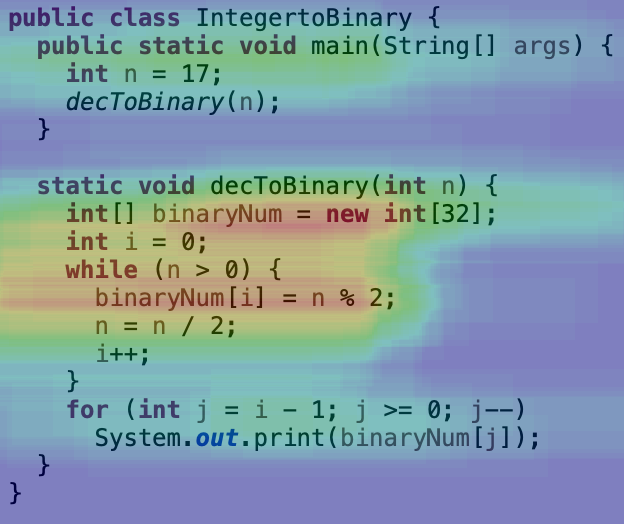 public class IntegertoBinary {
  public static void main(String[] args) {
    int n = 17;
    decToBinary(n);
  }

  static void decToBinary(int n) {
    int[] binaryNum = new int[32];
    int i = 0;
    while (n > 0) {
      binaryNum[i] = n % 2;
      n = n / 2;
      i++;
    }
    for (int j = i - 1; j >= 0; j--)
      System.out.print(binaryNum[j]);
  }
}